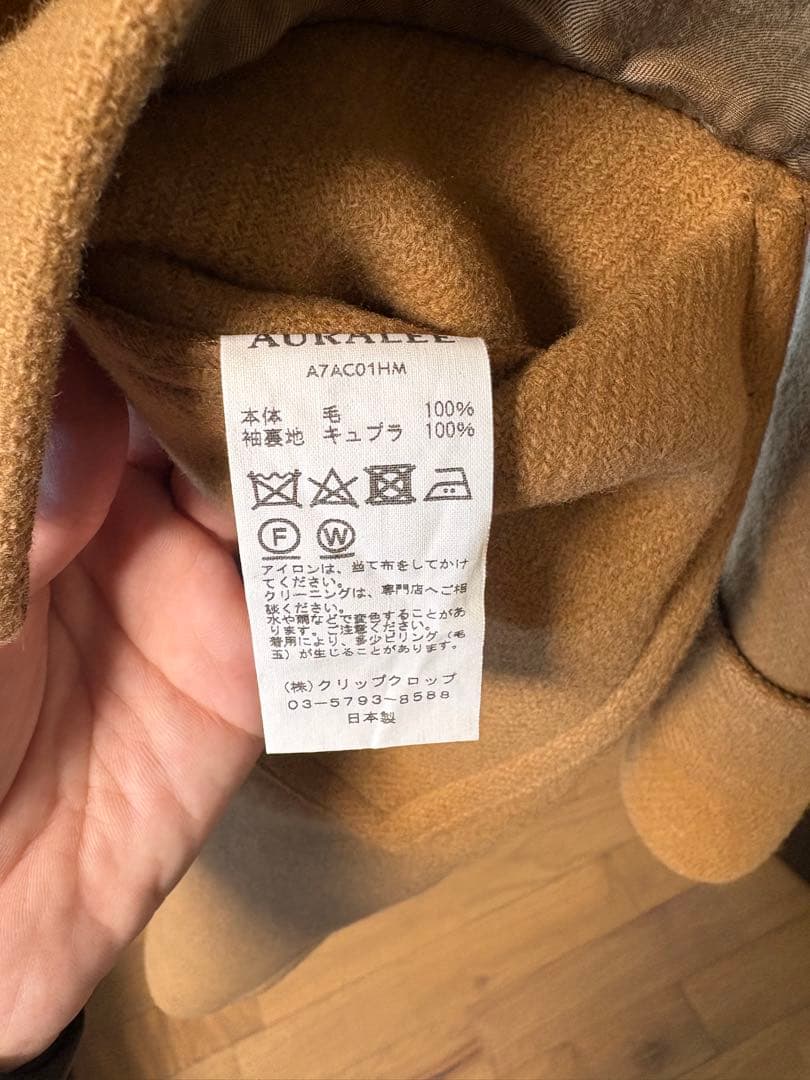 AURALEE
A7AC01HM
本体 毛 100%
袖裏地 キュプラ 100%
F W
アイロンは、当て布をしてかけ
てください。
クリーニングは、専門店へご相
談ください。
水や霧などで変色することがあ
ります。ご注意ください。
着用により、多少ピリング（毛
玉）が生じることがあります。
（株）クリップクロップ
03-5793-8588
日本製